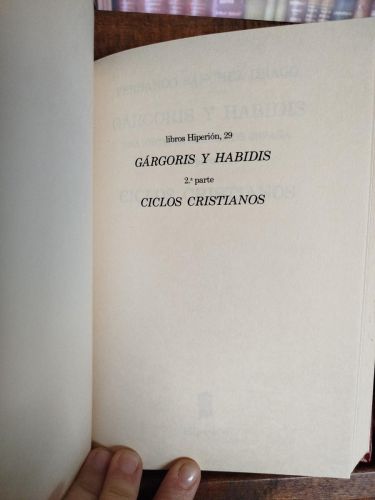 libros Hiperión, 29
GÁRGORIS Y HABIDIS
2.ª parte
CICLOS CRISTIANOS